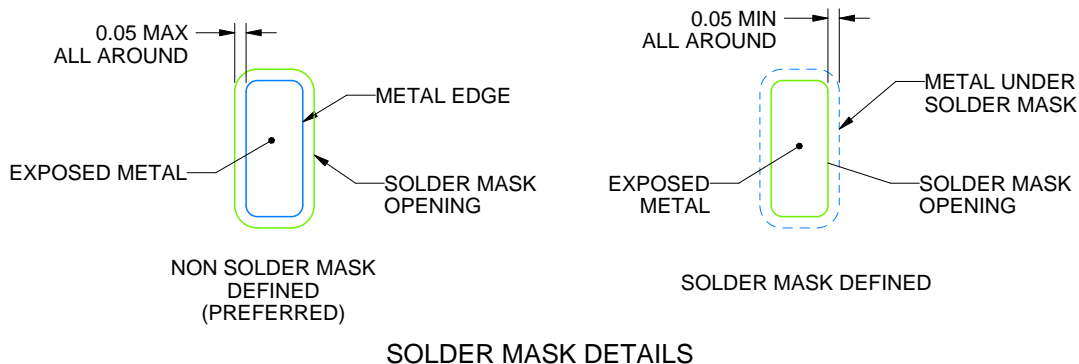 0.05 MAX
ALL AROUND
METAL EDGE
EXPOSED METAL
SOLDER MASK
OPENING
NON SOLDER MASK
DEFINED
(PREFERRED)
0.05 MIN
ALL AROUND
METAL UNDER
SOLDER MASK
EXPOSED
METAL
SOLDER MASK
OPENING
SOLDER MASK DEFINED
SOLDER MASK DETAILS